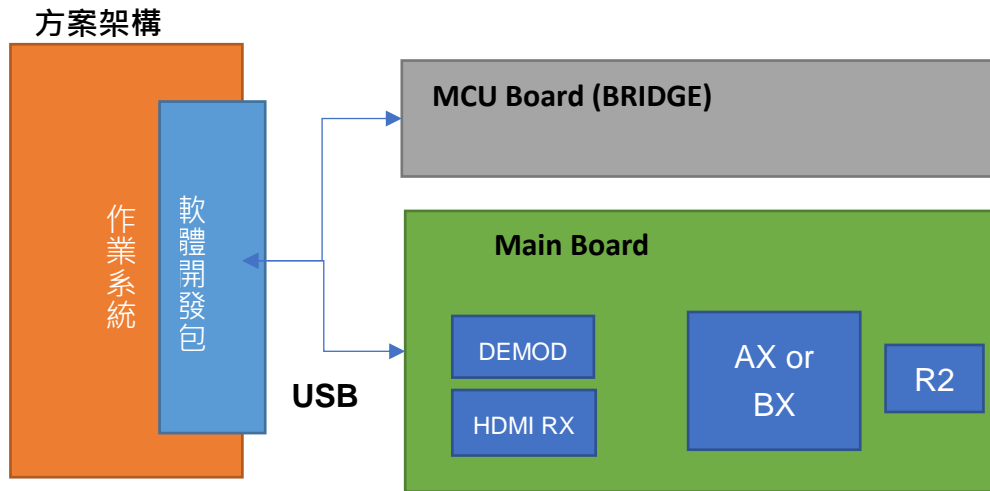 方案架構
作業系統
軟體開發包
MCU Board (BRIDGE)
Main Board
DEMOD
HDMI RX
AX or
BX
R2
USB